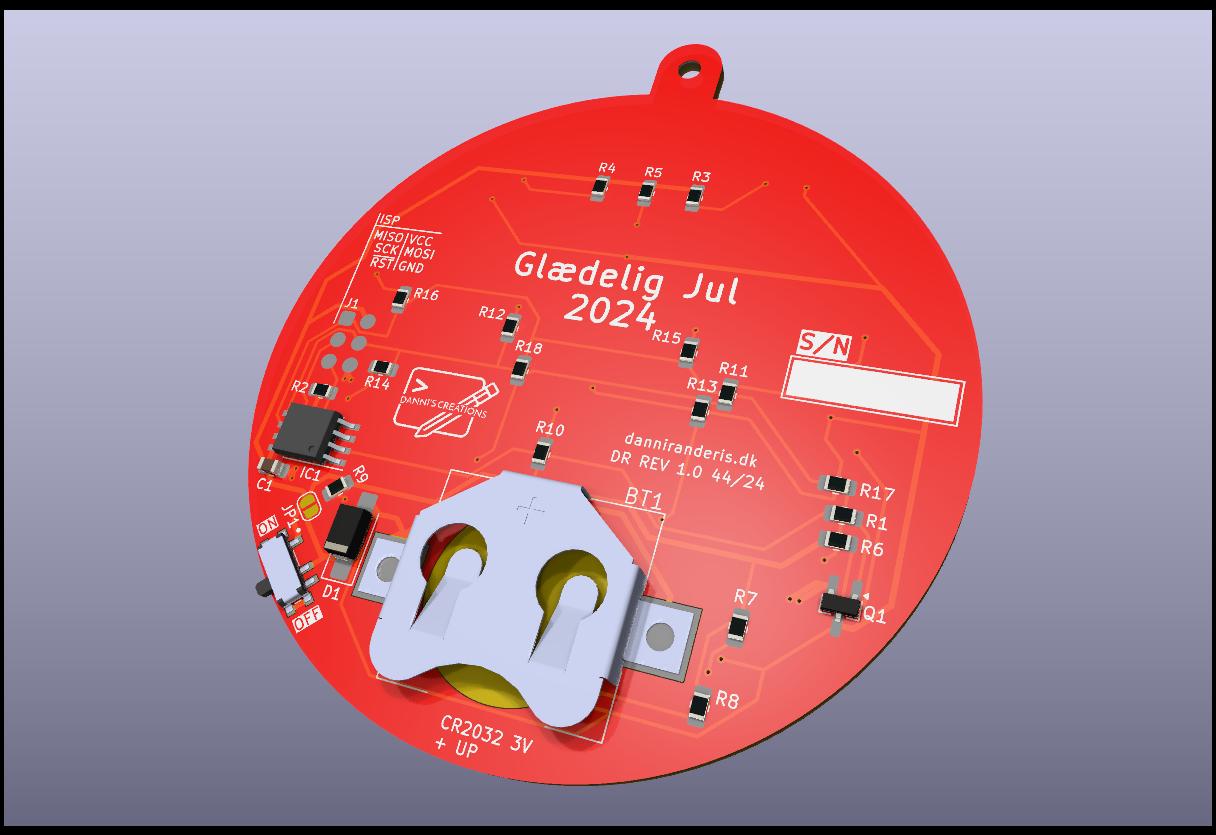 R4 R5 R3
ISP
MISO VCC
SCK MOSI
RST GND
Glædelig Jul
2024
J1
R16
R12
R15
S/N
R18
R11
R2
R14
R13
>
DANNI'S CREATIONS
R10
danniranderis.dk
DR REV 1.0 44/24
IC1
R9
C1
BT1
R17
JP1
ON
R1
+
R6
D1
R7
Q1
OFF
R8
CR2032 3V
+ UP